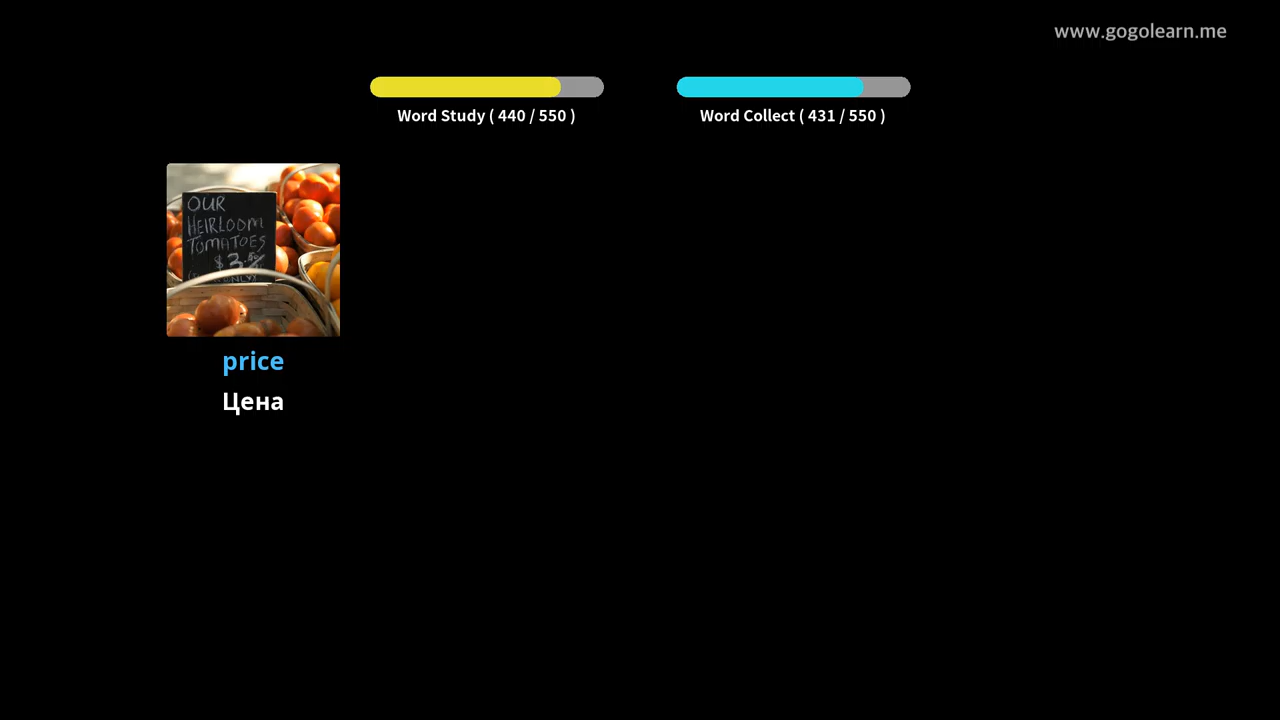 www.gogolearn.me
Word Study ( 440 / 550 )
Word Collect ( 431 / 550 )
OUR
HEIRLOOM
TOMATOES
price
Цена